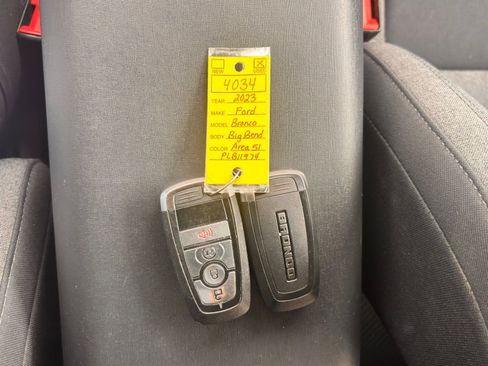 NEW USED
4034
YEAR 2023
MAKE Ford
MODEL Bronco
BODY Big Bend
COLOR Area 51
PLB11974
BRONCO